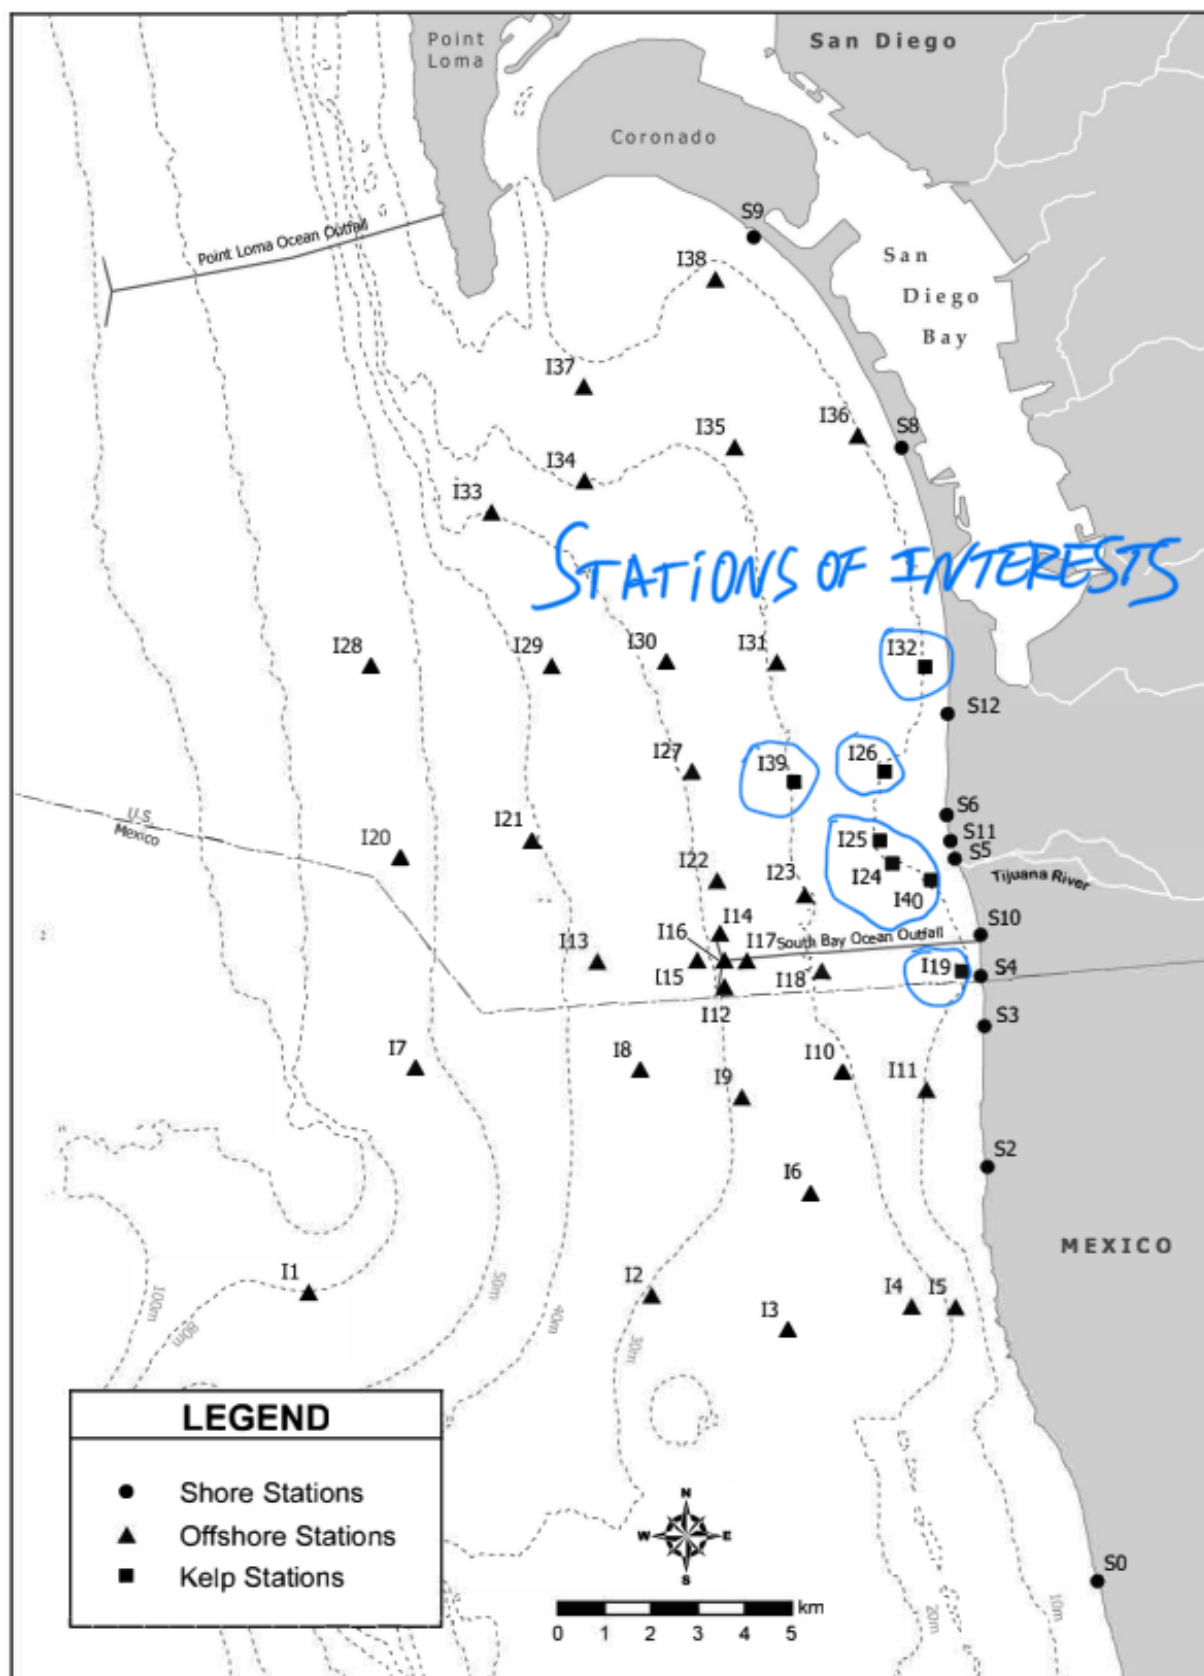 Point
Loma
San Diego
Coronado
S9
Point Loma Ocean Outfall
I38
San
Diego
Bay
I37
I36
S8
I35
I34
I33
STATIONS OF INTERESTS
I28
I29
I30
I31
I32
S12
I27
I39
I26
U.S.
Mexico
I20
I21
S6
I25
S11
S5
I22
I23
I24
I40
Tijuana River
I14
I16
I17
South Bay Ocean Outfall
S10
I13
I15
I18
I19
S4
I12
S3
I7
I8
I10
I9
I11
S2
I6
MEXICO
I1
I2
I4
I5
I3
100m
80m
50m
40m
30m
LEGEND
Shore Stations
Offshore Stations
Kelp Stations
N
W E
S
km
0 1 2 3 4 5
S0
20m
10m